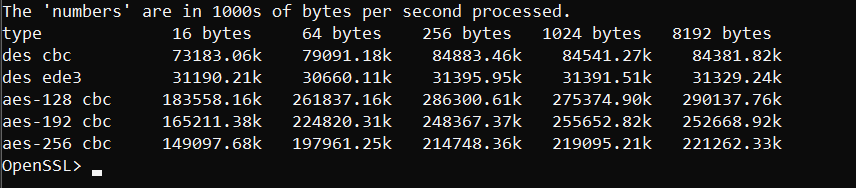 The 'numbers' are in 1000s of bytes per second processed.
type 16 bytes 64 bytes 256 bytes 1024 bytes 8192 bytes
des cbc 73183.06k 79091.18k 84883.46k 84541.27k 84381.82k
des ede3 31190.21k 30660.11k 31395.95k 31391.51k 31329.24k
aes-128 cbc 183558.16k 261837.16k 286300.61k 275374.90k 290137.76k
aes-192 cbc 165211.38k 224820.31k 248367.37k 255652.82k 252668.92k
aes-256 cbc 149097.68k 197961.25k 214748.36k 219095.21k 221262.33k
OpenSSL>